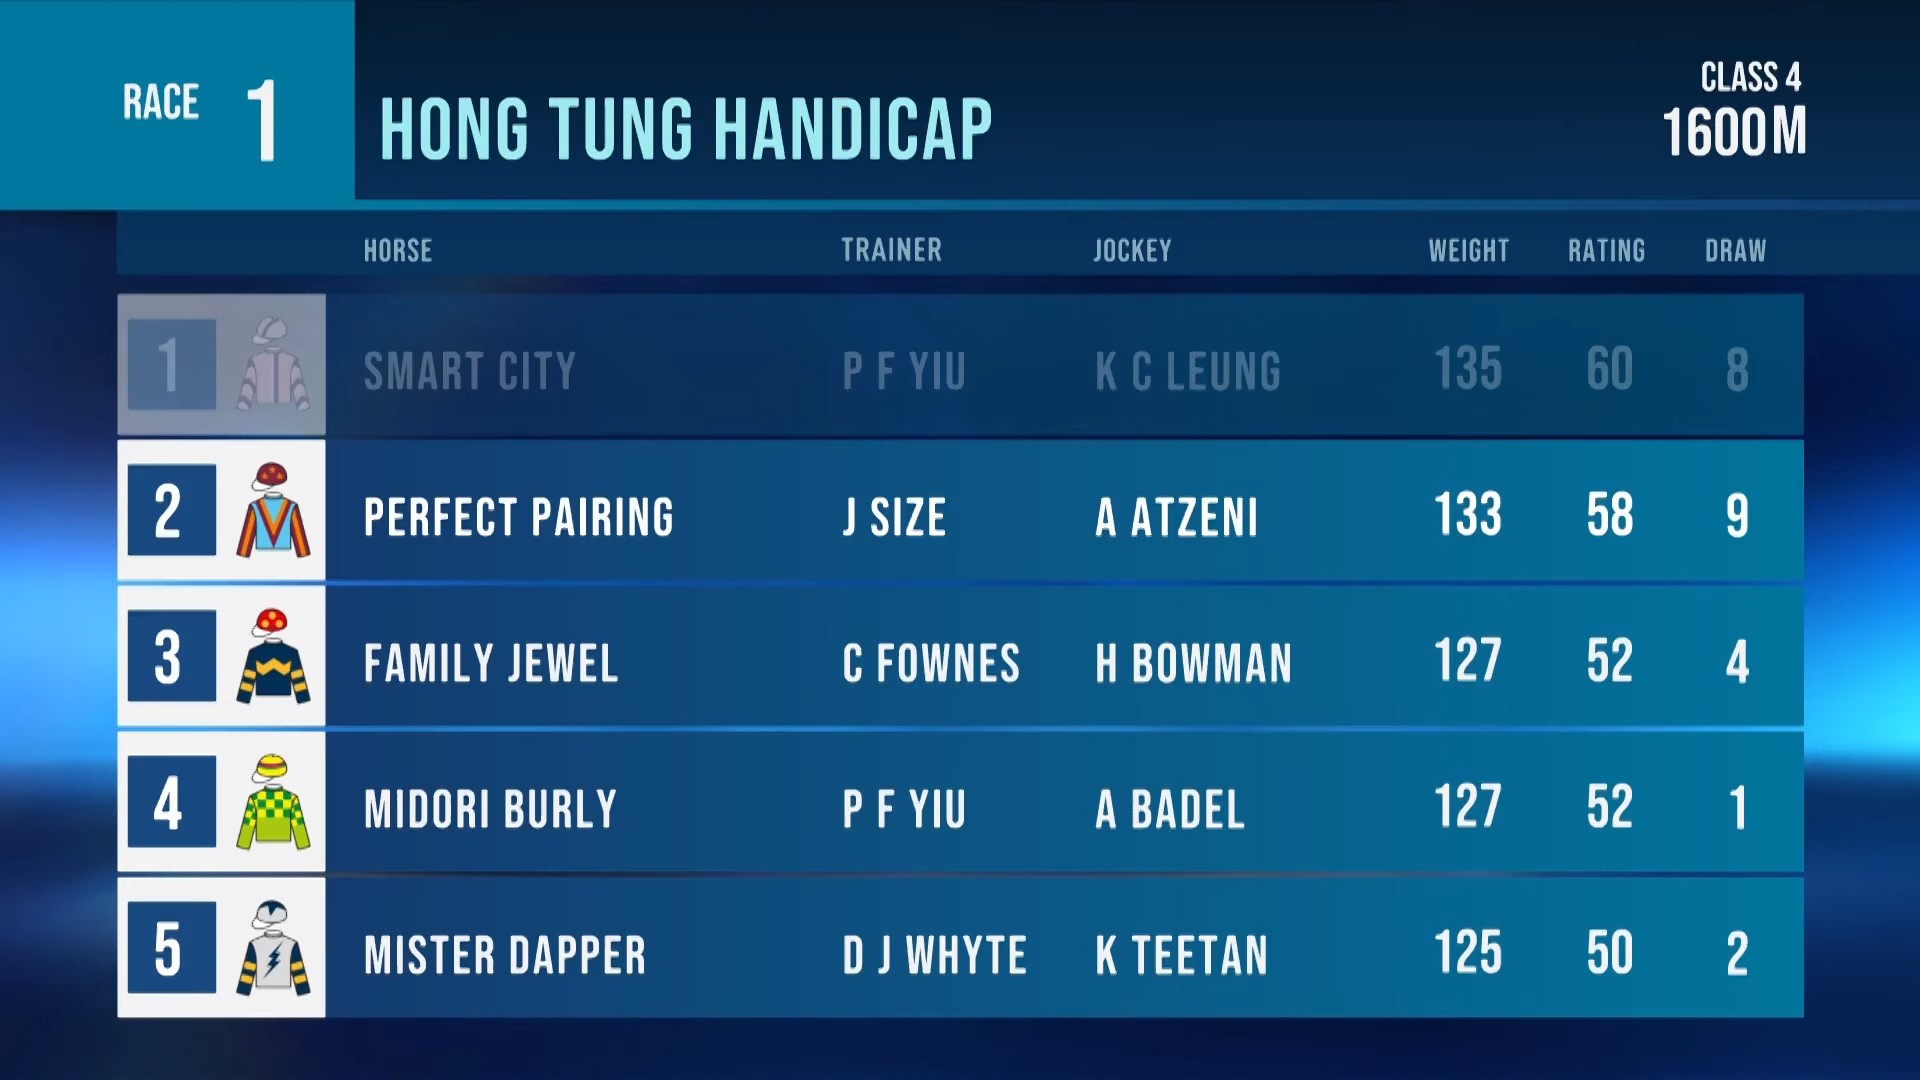 RACE 1
HONG TUNG HANDICAP
CLASS 4
1600M
HORSE TRAINER JOCKEY WEIGHT RATING DRAW
1 SMART CITY P F YIU K C LEUNG 135 60 8
2 PERFECT PAIRING J SIZE A ATZENI 133 58 9
3 FAMILY JEWEL C FOWNES H BOWMAN 127 52 4
4 MIDORI BURLY P F YIU A BADEL 127 52 1
5 MISTER DAPPER D J WHYTE K TEETAN 125 50 2